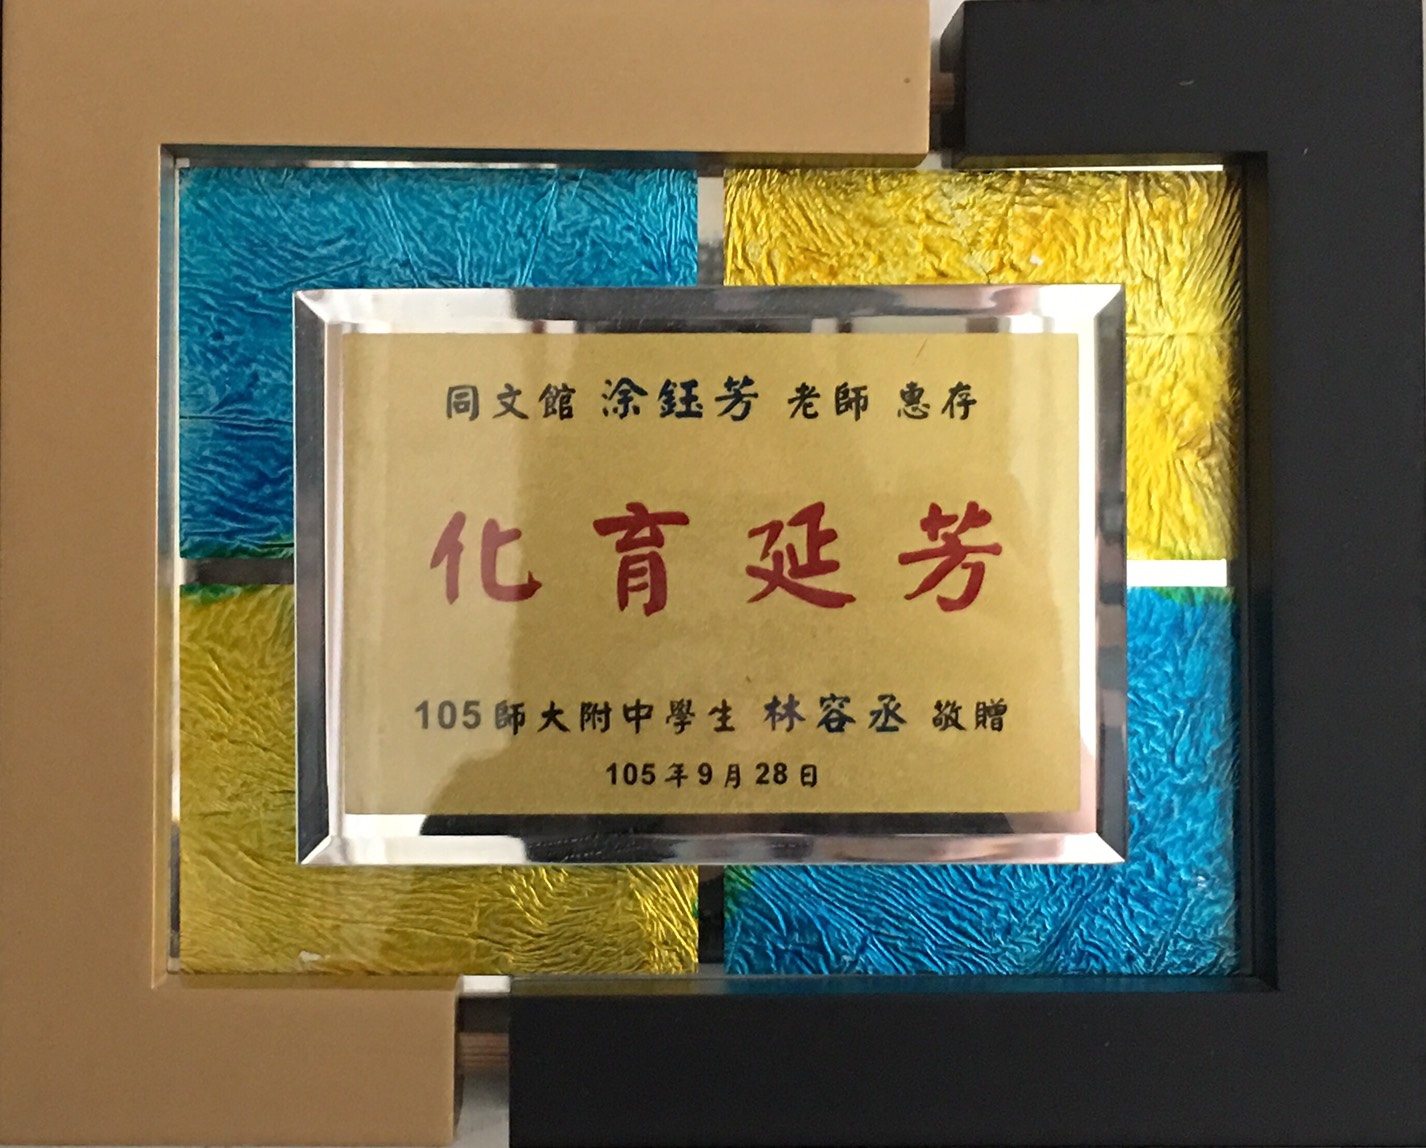 同文館 涂鈺芳 老師 惠存
化育延芳
105師大附中學生 林容丞 敬贈
105年9月28日